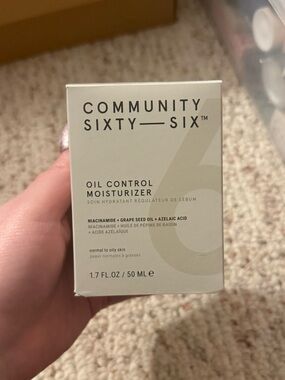 COMMUNITY
SIXTY—SIX™
OIL CONTROL
MOISTURIZER
SOIN HYDRATANT RÉGULATEUR DE SÉBUM
NIACINAMIDE + GRAPE SEED OIL + AZELAIC ACID
NIACINAMIDE + HUILE DE PÉPINS DE RAISIN
+ ACIDE AZÉLAÏQUE
normal to oily skin
peaux normales à grasses
1.7 FL.OZ / 50 ML e
6